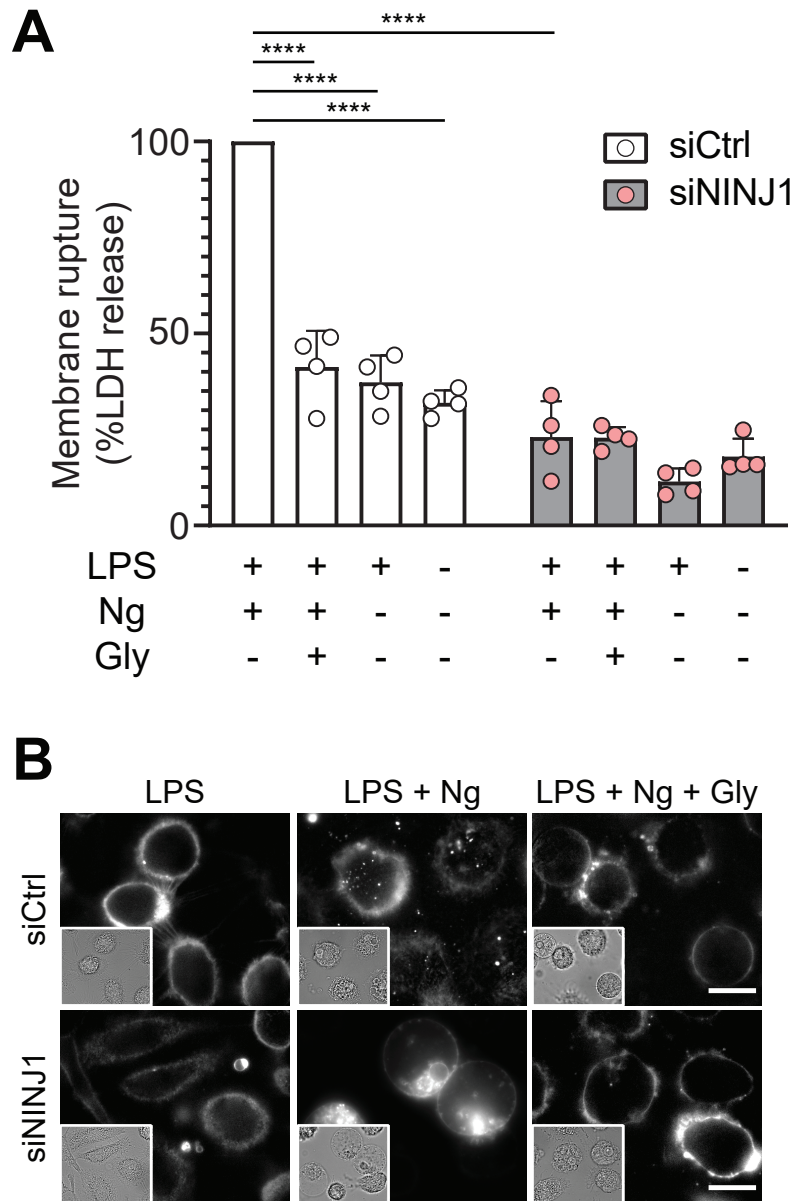 A
****
****
****
****
100
50
0
Membrane rupture
(%LDH release)
siCtrl
siNINJ1
LPS + + + - + + + -
Ng + + - - + + - -
Gly - + - - - + - -
B
LPS LPS + Ng LPS + Ng + Gly
siCtrl
siNINJ1